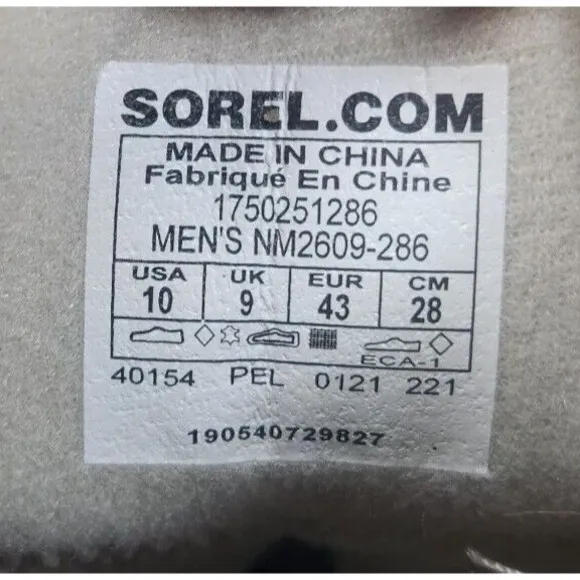 SOREL.COM
MADE IN CHINA
Fabriqué En Chine
1750251286
MEN'S NM2609-286
USA UK EUR CM
10 9 43 28
ECA-1
40154 PEL 0121 221
190540729827